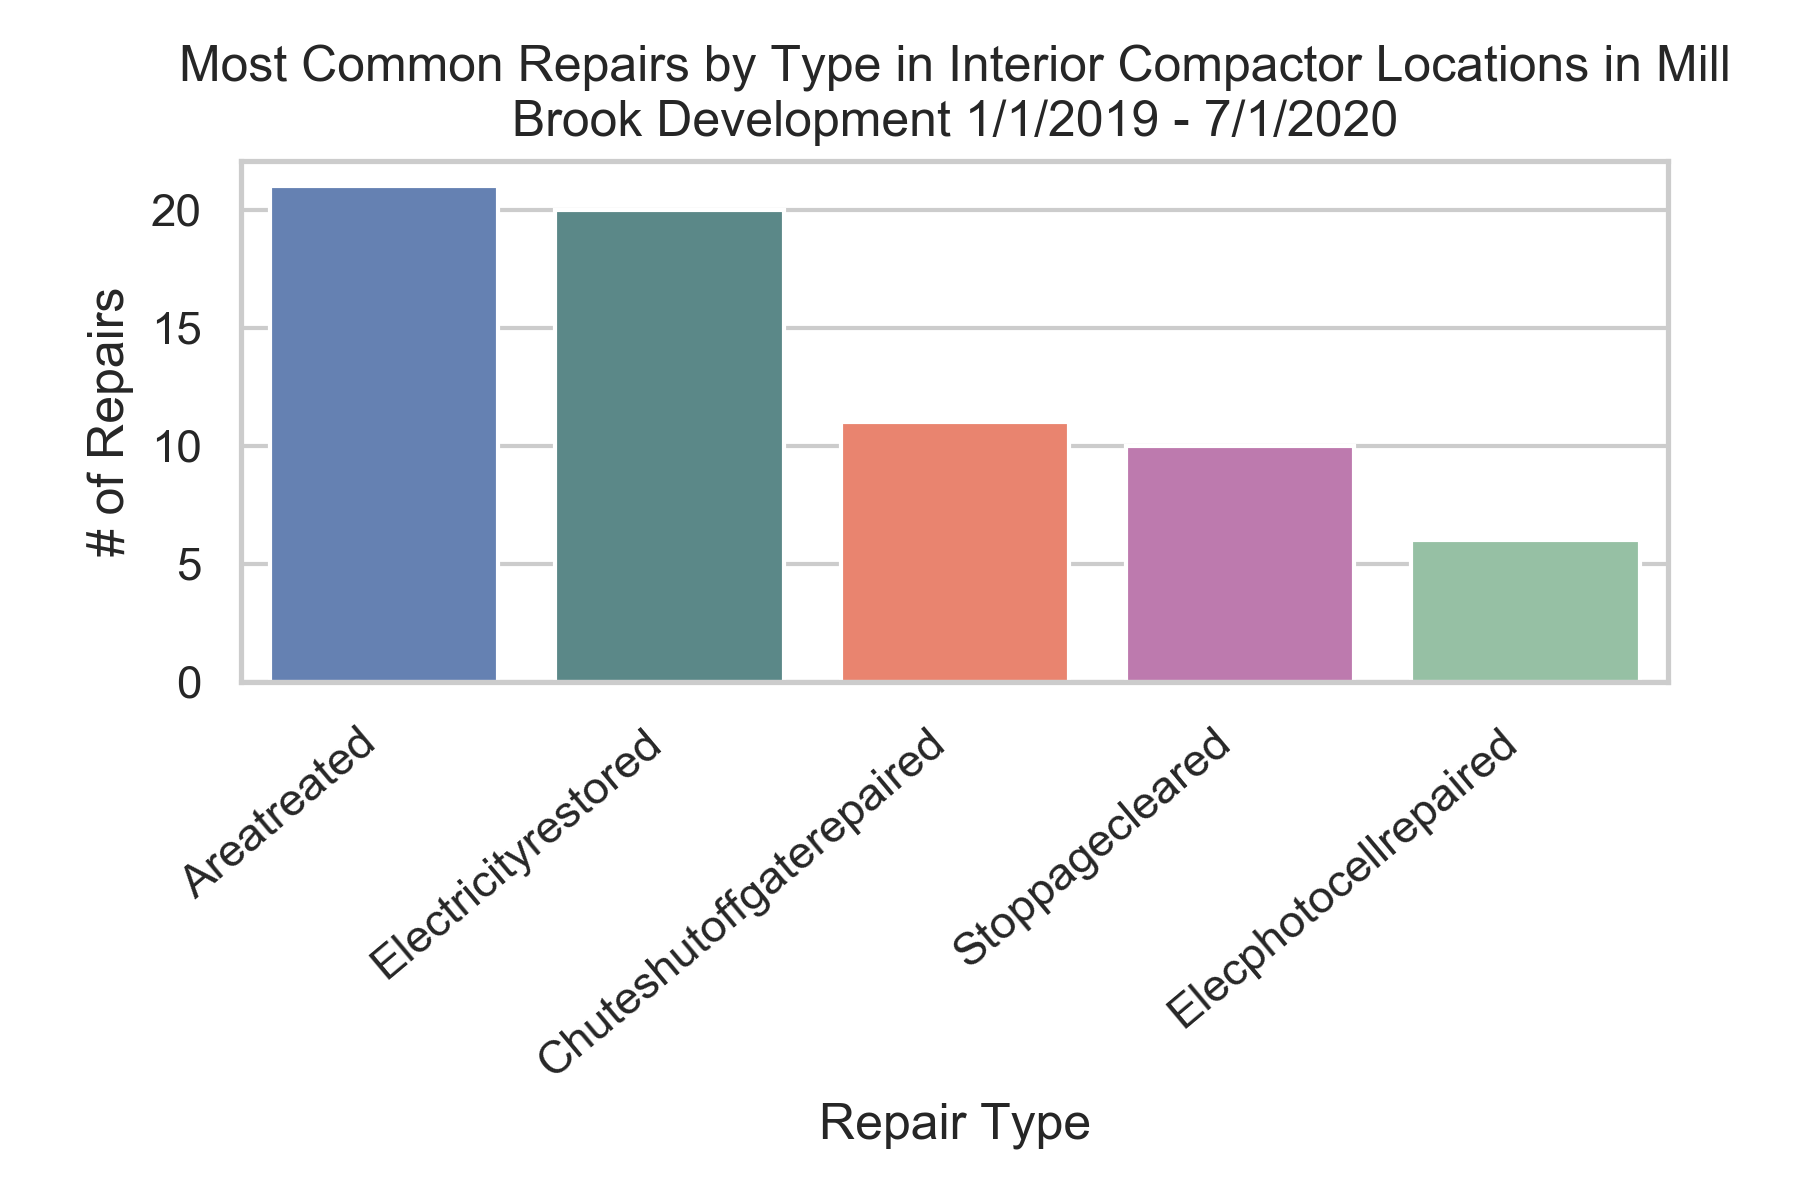 Most Common Repairs by Type in Interior Compactor Locations in Mill
Brook Development 1/1/2019 - 7/1/2020
# of Repairs
20
15
10
5
0
Areatreated
Electricityrestored
Chuteshutoffgaterepaired
Stoppagecleared
Elecphotocellrepaired
Repair Type